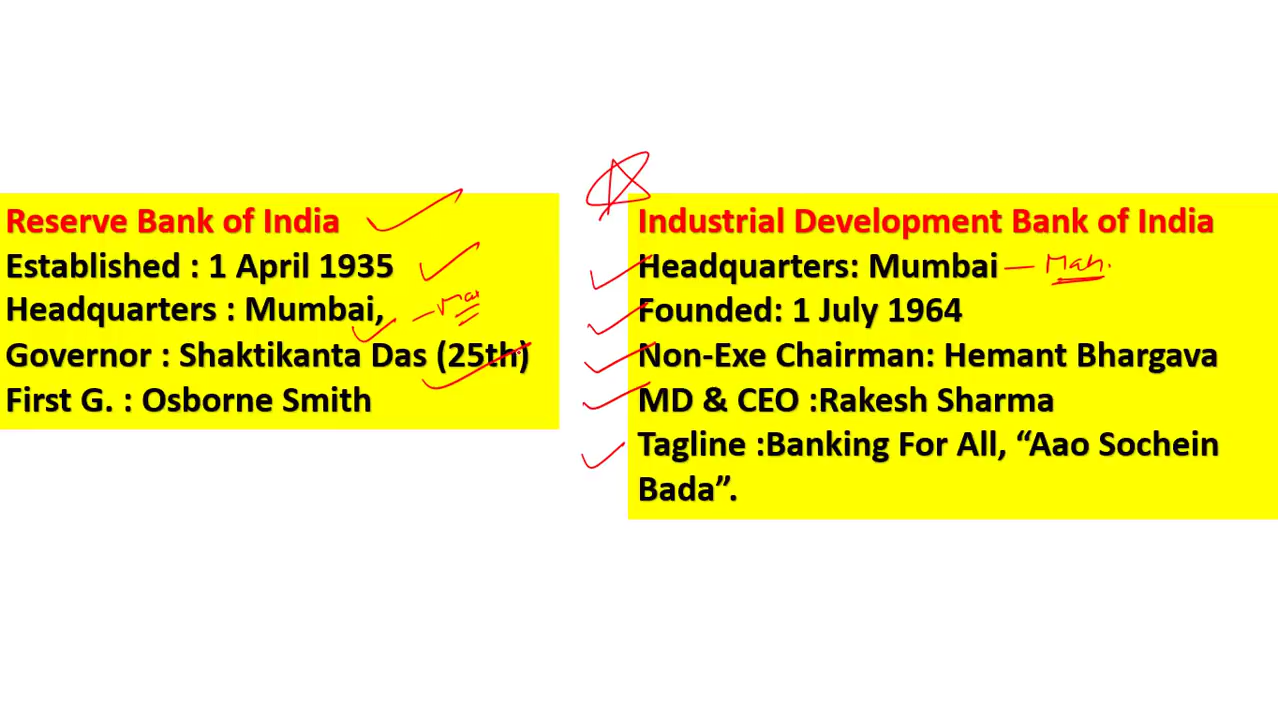 Reserve Bank of India
Established : 1 April 1935
Headquarters : Mumbai,
Governor : Shaktikanta Das (25th)
First G. : Osborne Smith
Industrial Development Bank of India
Headquarters: Mumbai — Mah.
Founded: 1 July 1964
Non-Exe Chairman: Hemant Bhargava
MD & CEO :Rakesh Sharma
Tagline :Banking For All, “Aao Sochein
Bada”.